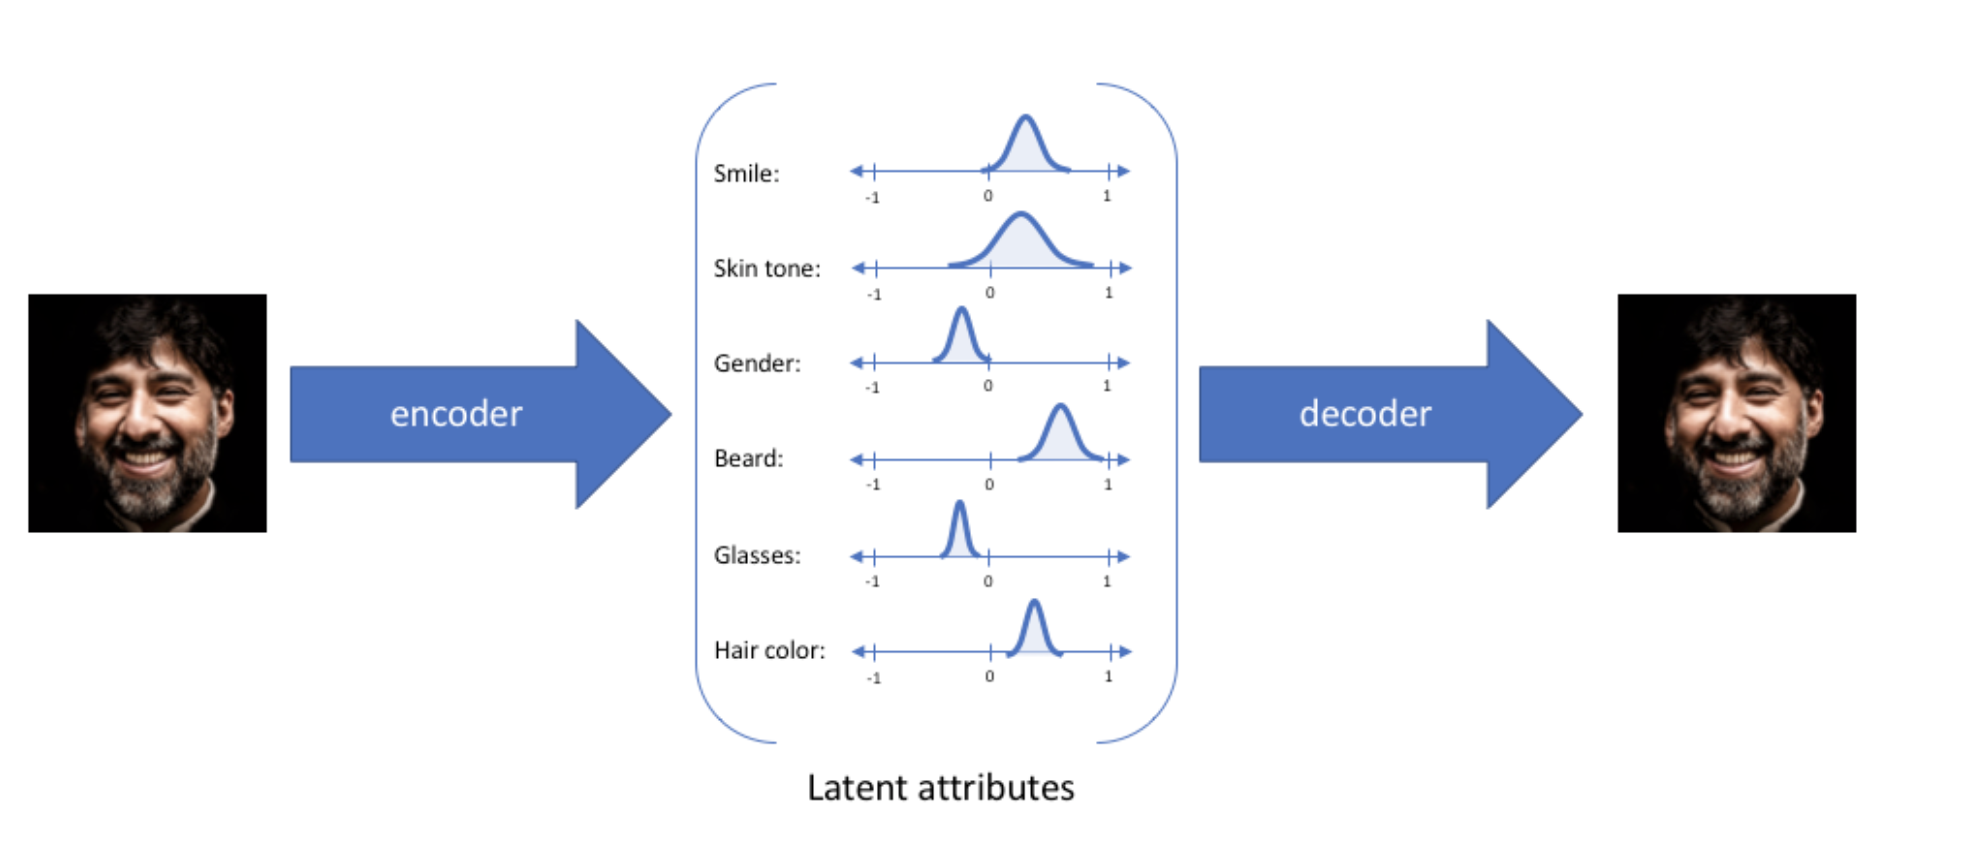 encoder
Smile:
-1 0 1
Skin tone:
-1 0 1
Gender:
-1 0 1
Beard:
-1 0 1
Glasses:
-1 0 1
Hair color:
-1 0 1
decoder
Latent attributes